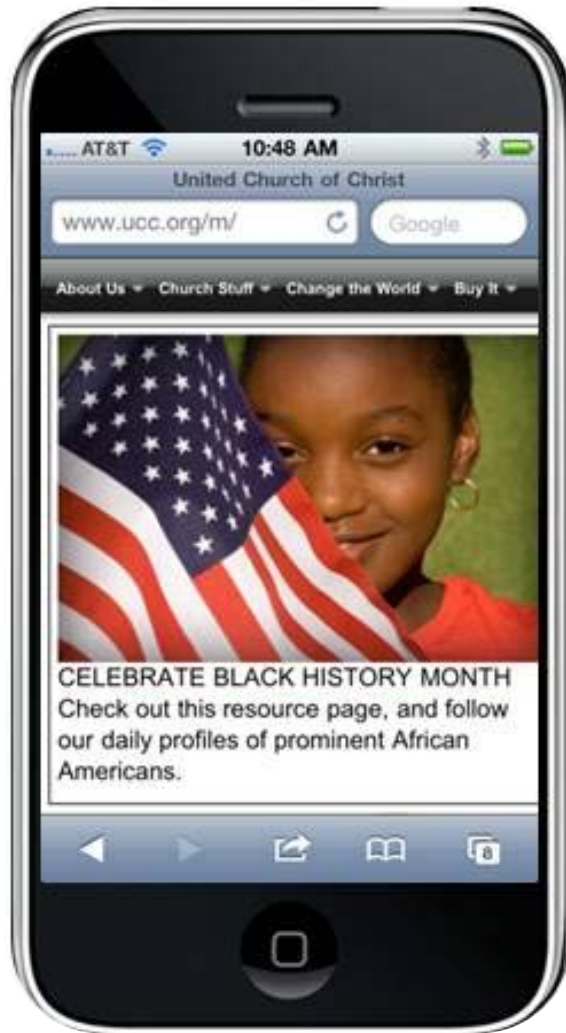 AT&T 10:48 AM
United Church of Christ
www.ucc.org/m/ Google
About Us Church Stuff Change the World Buy It
CELEBRATE BLACK HISTORY MONTH
Check out this resource page, and follow
our daily profiles of prominent African
Americans.
8